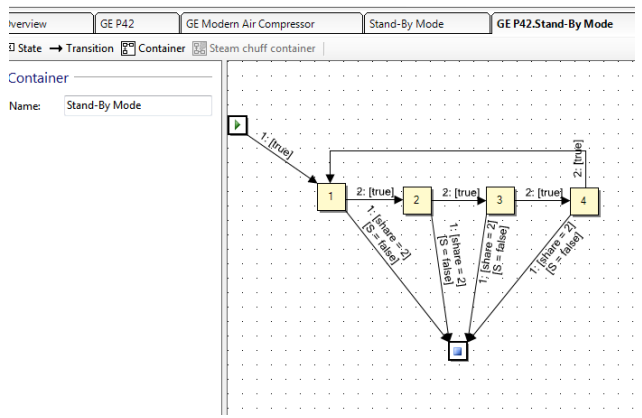 Overview
GE P42
GE Modern Air Compressor
Stand-By Mode
GE P42.Stand-By Mode
State
Transition
Container
Steam chuff container
Container
Name:
Stand-By Mode
1: [true]
2: [true]
1
2: [true]
2
2: [true]
3
2: [true]
4
1: [share = 2]
[S = false]
1: [share = 2]
[S = false]
1: [share = 2]
[S = false]
1: [share = 2]
[S = false]